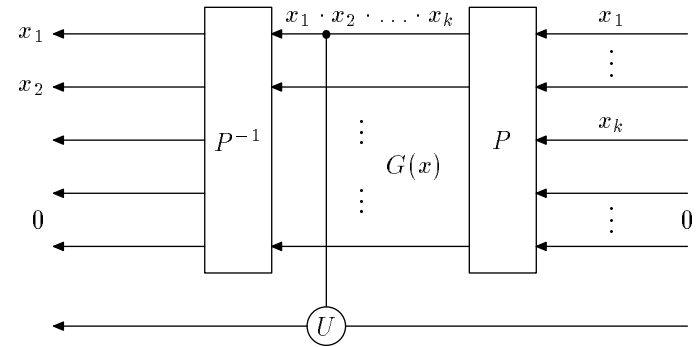 x₁ · x₂ · … · xₖ x₁
x₁
⋮
x₂
xₖ
P⁻¹ ⋮ P
G(x)
⋮ ⋮
0 0
U